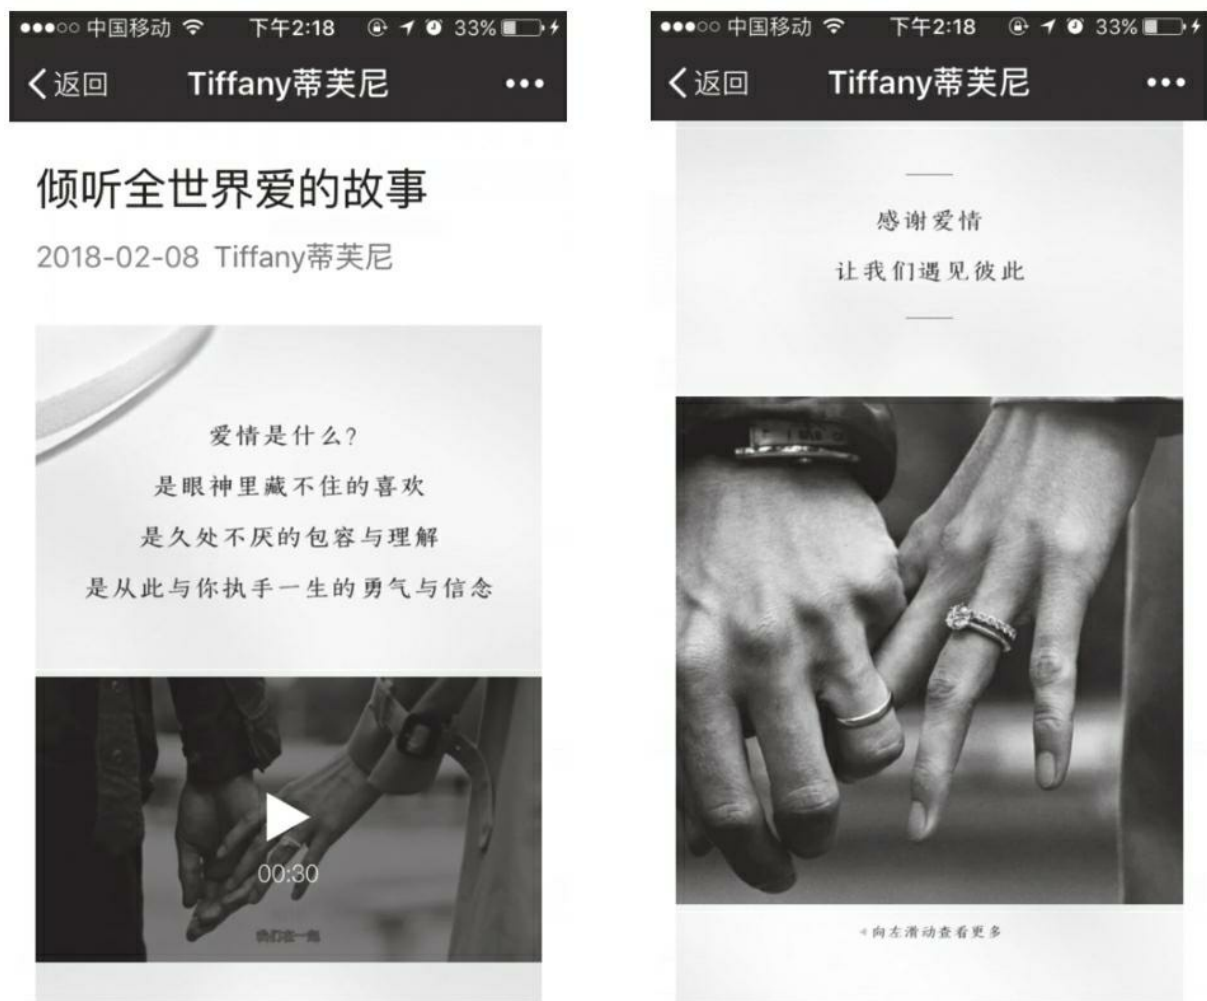 中国移动 下午2:18 33%
返回 Tiffany蒂芙尼
倾听全世界爱的故事
2018-02-08 Tiffany蒂芙尼
爱情是什么?
是眼神里藏不住的喜欢
是久处不厌的包容与理解
是从此与你执手一生的勇气与信念
00:30
我们在一起
中国移动 下午2:18 33%
返回 Tiffany蒂芙尼
感谢爱情
让我们遇见彼此
向左滑动查看更多